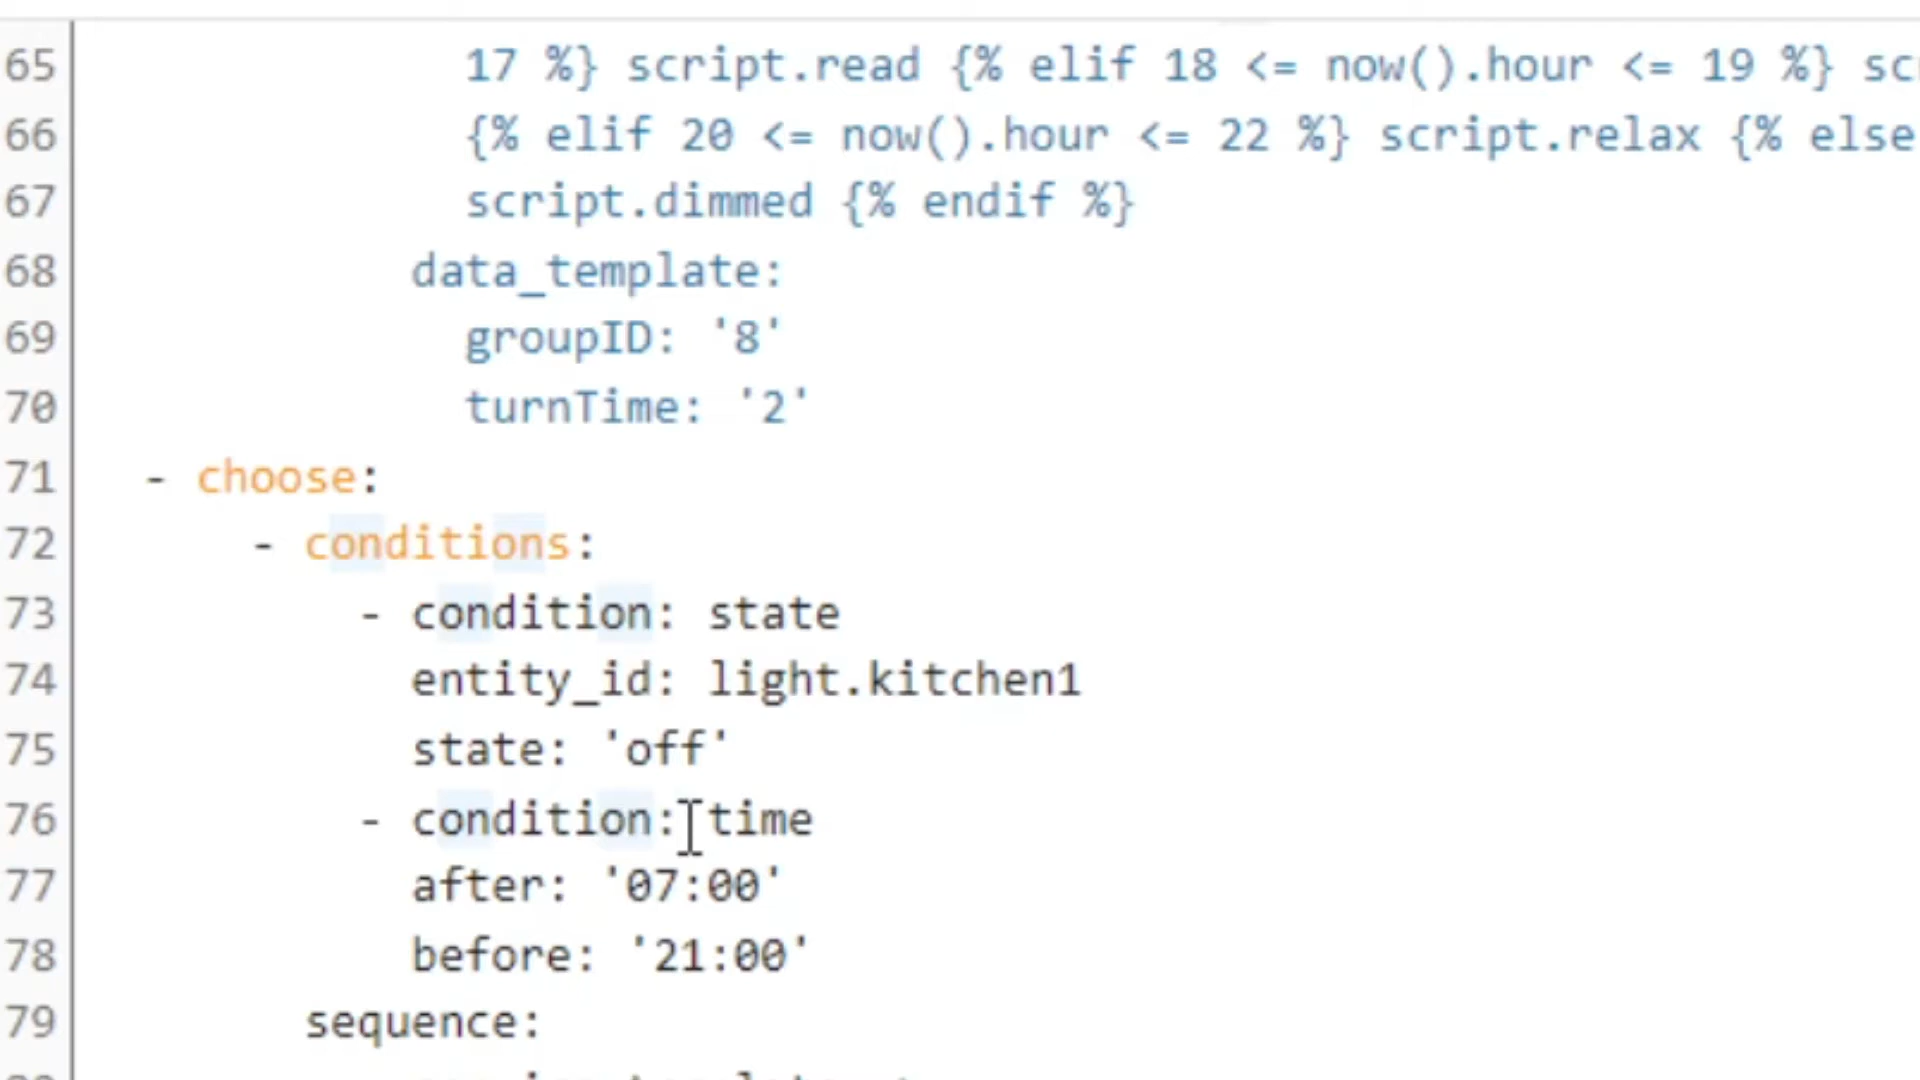 65 17 %} script.read {% elif 18 <= now().hour <= 19 %}
66 {% elif 20 <= now().hour <= 22 %} script.relax {% else
67 script.dimmed {% endif %}
68 data_template:
69 groupID: '8'
70 turnTime: '2'
71 - choose:
72 - conditions:
73 - condition: state
74 entity_id: light.kitchen1
75 state: 'off'
76 - condition: time
77 after: '07:00'
78 before: '21:00'
79 sequence: